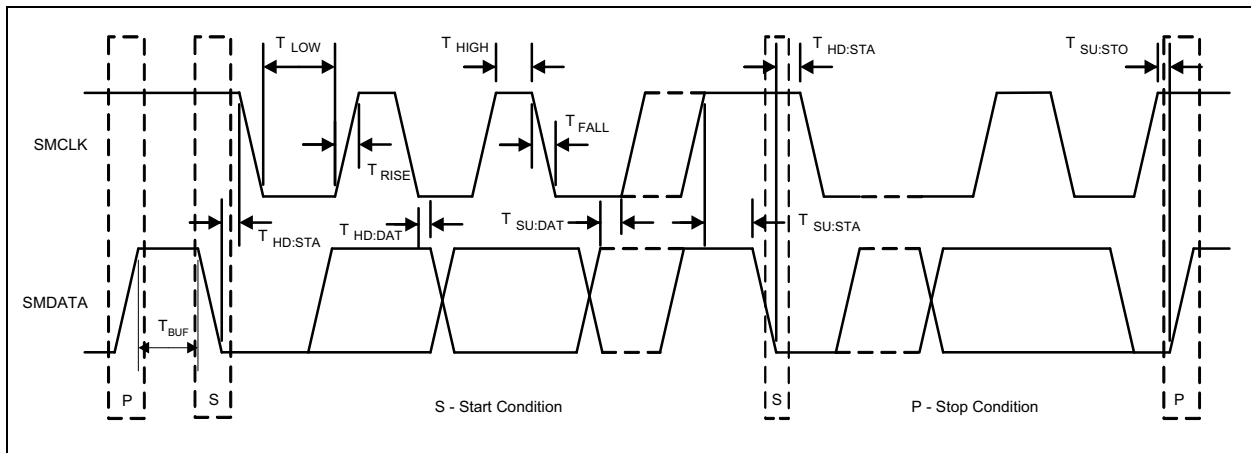 T LOW
T HIGH
T HD:STA
T SU:STO
SMCLK
T FALL
T RISE
T HD:STA
T HD:DAT
T SU:DAT
T SU:STA
SMDATA
T BUF
P
S
S - Start Condition
S
P - Stop Condition
P